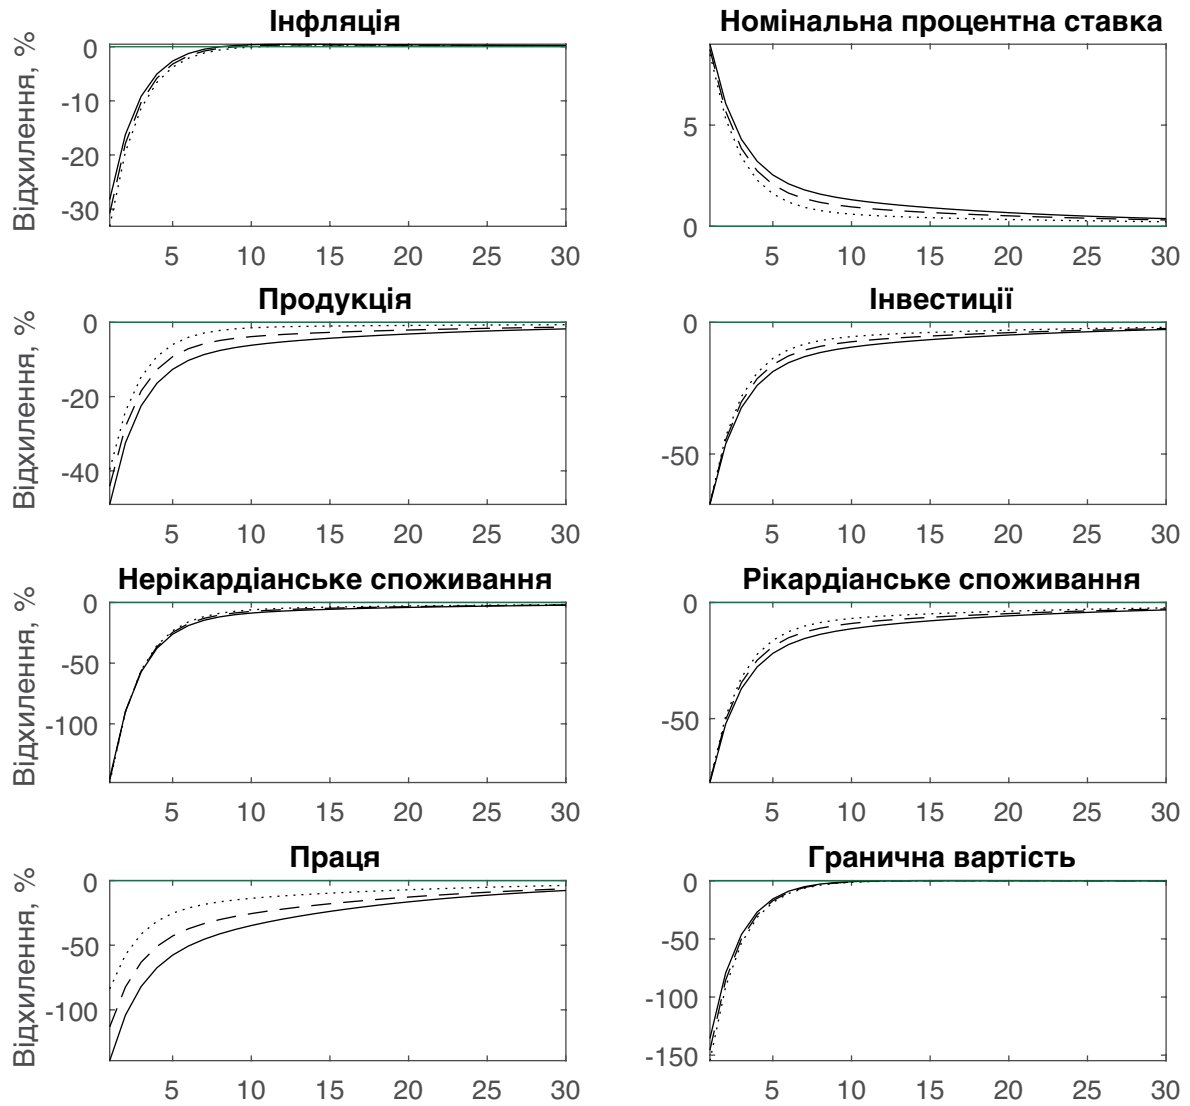 Інфляція
Номінальна процентна ставка
Відхилення, %
0
-10
-20
-30
5
0
5 10 15 20 25 30
5 10 15 20 25 30
Продукція
Інвестиції
Відхилення, %
0
-20
-40
0
-50
5 10 15 20 25 30
5 10 15 20 25 30
Нерікардіанське споживання
Рікардіанське споживання
Відхилення, %
0
-50
-100
0
-50
5 10 15 20 25 30
5 10 15 20 25 30
Праця
Гранична вартість
Відхилення, %
0
-50
-100
0
-50
-100
-150
5 10 15 20 25 30
5 10 15 20 25 30